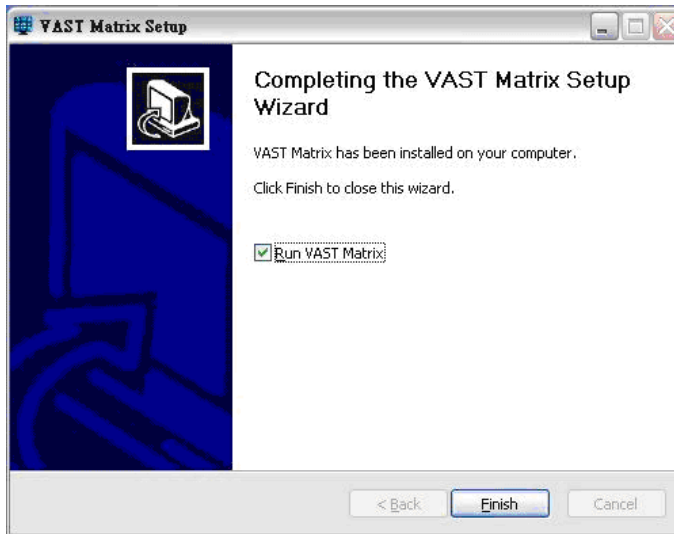 VAST Matrix Setup
Completing the VAST Matrix Setup
Wizard
VAST Matrix has been installed on your computer.
Click Finish to close this wizard.
Run VAST Matrix
< Back
Finish
Cancel